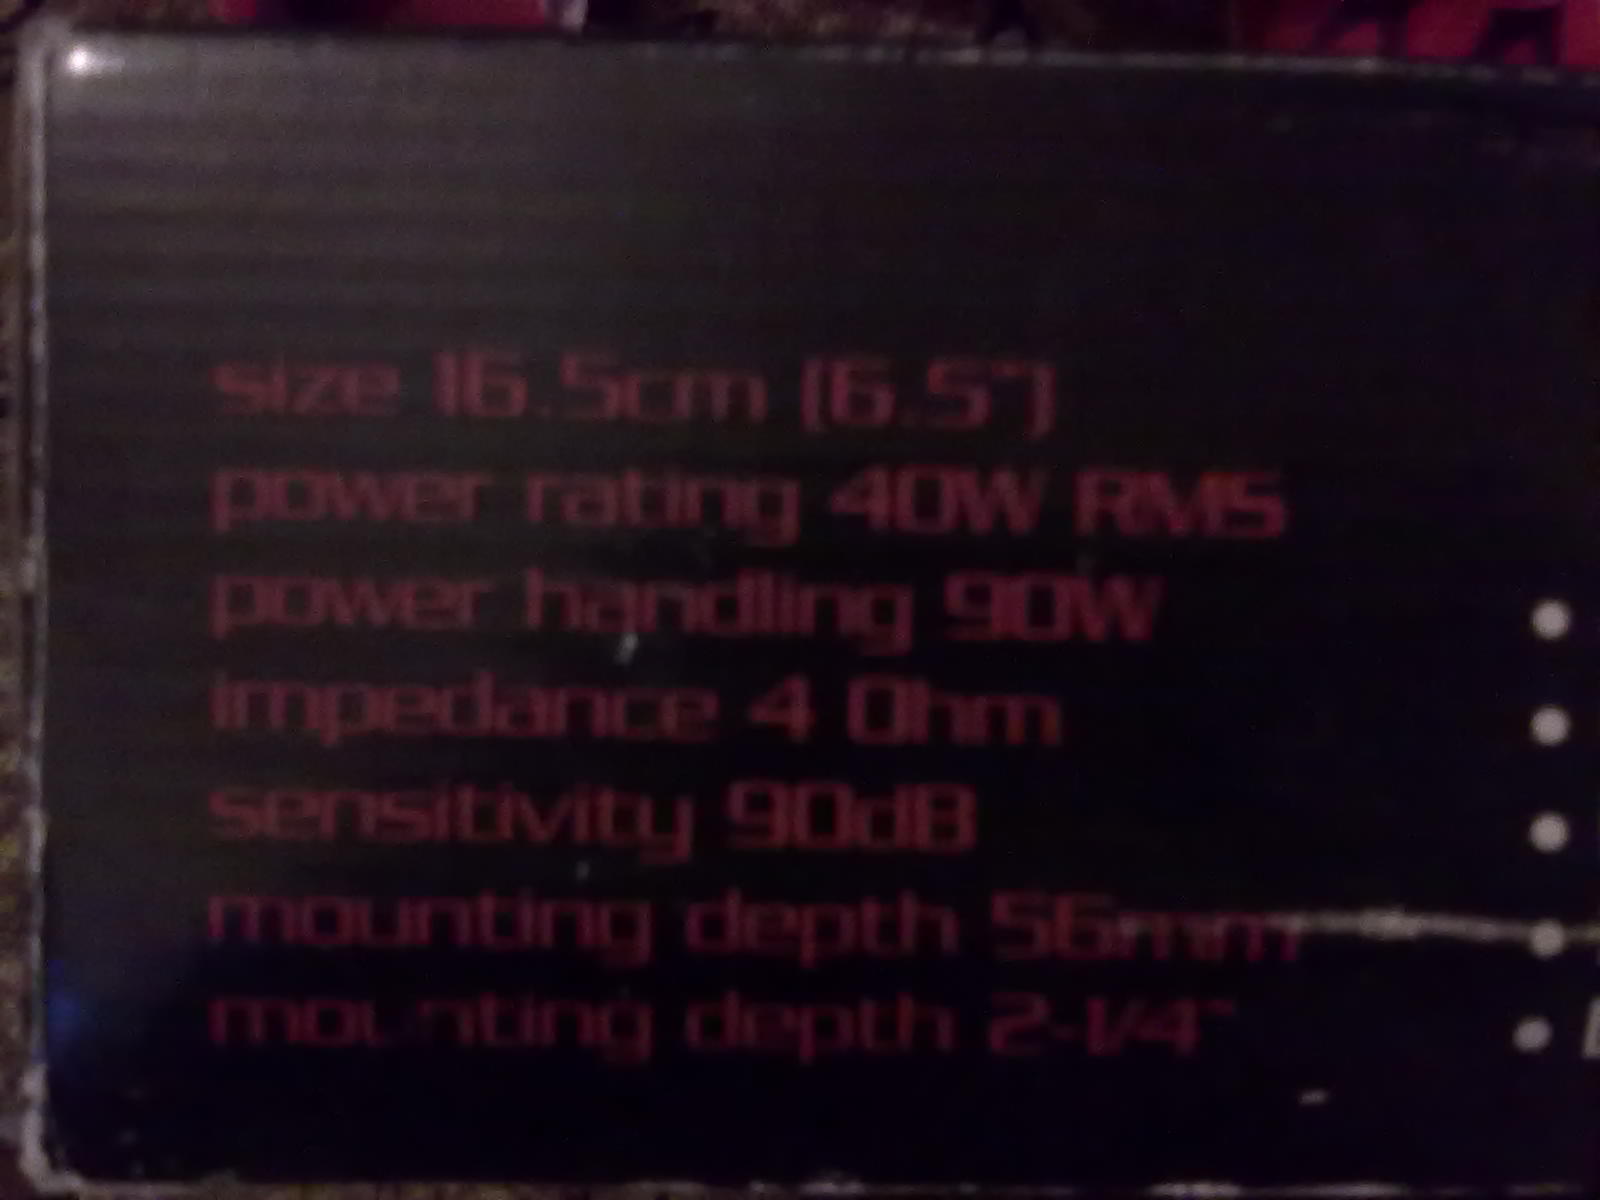 size 16.5cm (6.5")
power rating 40W RMS
power handling 90W
impedance 4 Ohm
sensitivity 90dB
mounting depth 56mm
mounting depth 2-1/4"